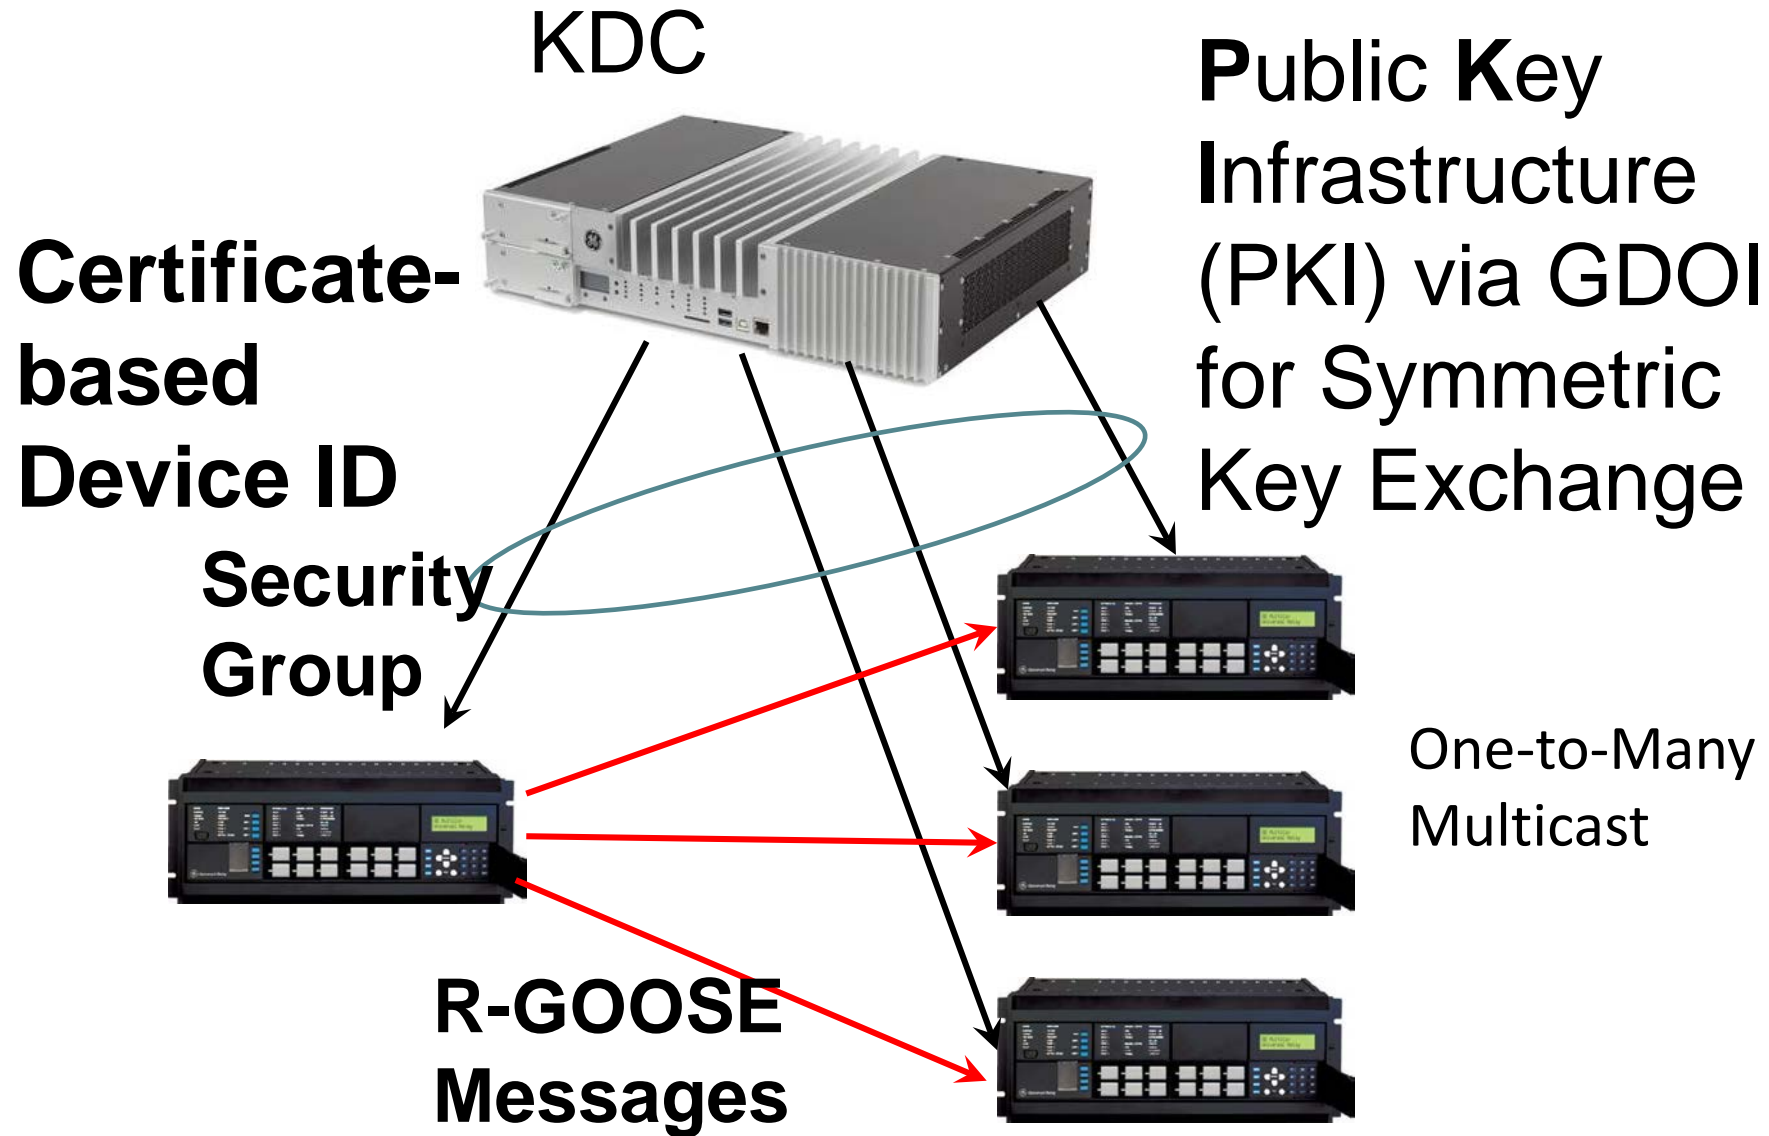 KDC
Public Key
Infrastructure
(PKI) via GDOI
for Symmetric
Key Exchange
Certificate-
based
Device ID
Security
Group
One-to-Many
Multicast
R-GOOSE
Messages